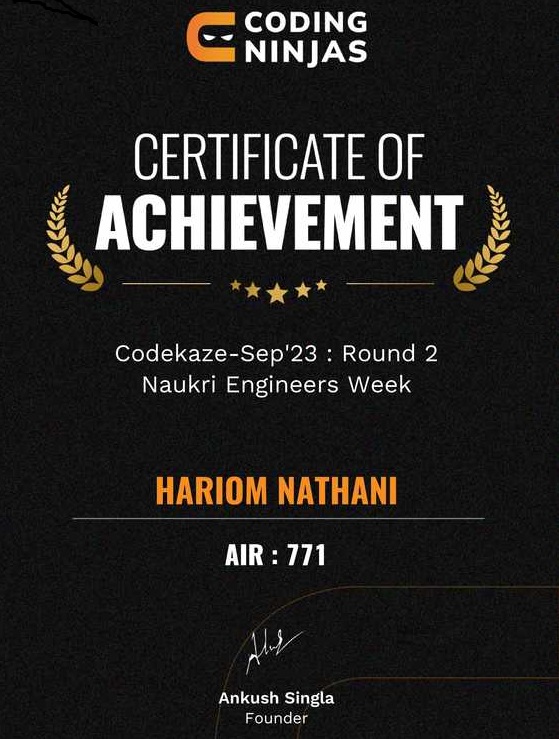 CODING
NINJAS
CERTIFICATE OF
ACHIEVEMENT
Codekaze-Sep'23 : Round 2
Naukri Engineers Week
HARIOM NATHANI
AIR : 771
Ankush Singla
Founder